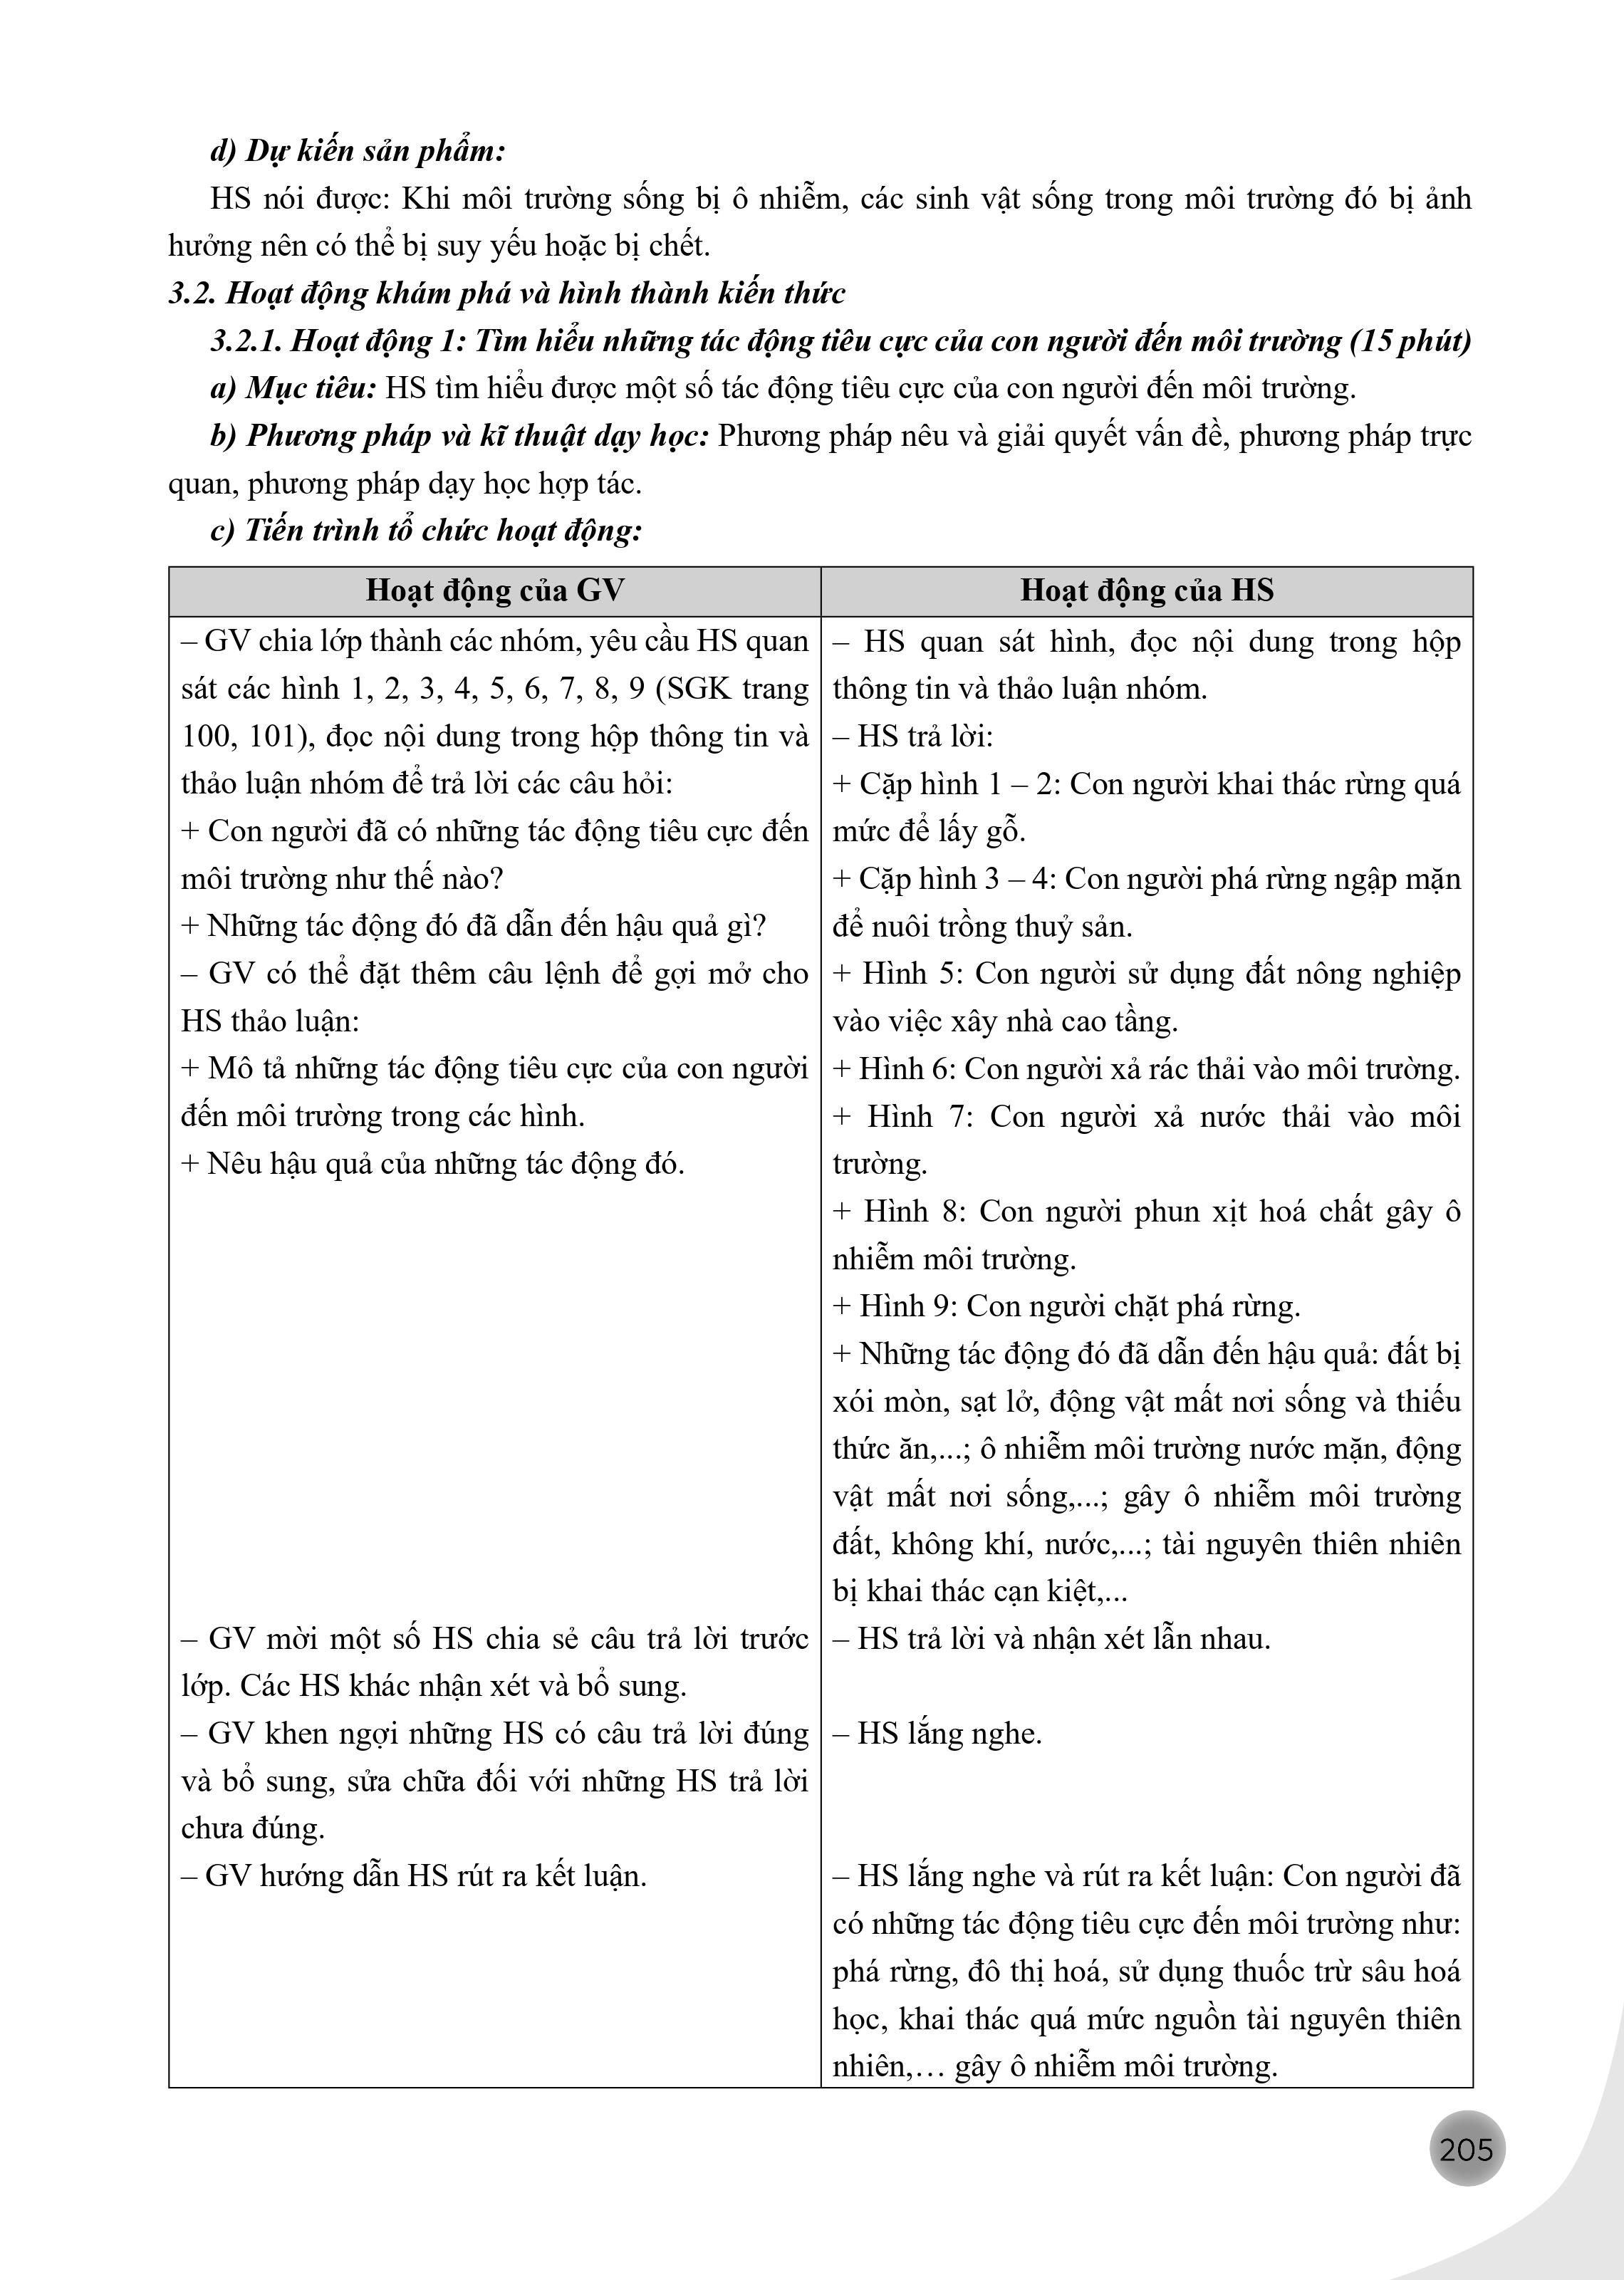 d) Dự kiến sản phẩm:
HS nói được: Khi môi trường sống bị ô nhiễm, các sinh vật sống trong môi trường đó bị ảnh
hưởng nên có thể bị suy yếu hoặc bị chết.
3.2. Hoạt động khám phá và hình thành kiến thức
3.2.1. Hoạt động 1: Tìm hiểu những tác động tiêu cực của con người đến môi trường (15 phút)
a) Mục tiêu: HS tìm hiểu được một số tác động tiêu cực của con người đến môi trường.
b) Phương pháp và kĩ thuật dạy học: Phương pháp nêu và giải quyết vấn đề, phương pháp trực
quan, phương pháp dạy học hợp tác.
c) Tiến trình tổ chức hoạt động:
Hoạt động của GV
– GV chia lớp thành các nhóm, yêu cầu HS quan
sát các hình 1, 2, 3, 4, 5, 6, 7, 8, 9 (SGK trang
100, 101), đọc nội dung trong hộp thông tin và
thảo luận nhóm để trả lời các câu hỏi:
+ Con người đã có những tác động tiêu cực đến
môi trường như thế nào?
+ Những tác động đó đã dẫn đến hậu quả gì?
– GV có thể đặt thêm câu lệnh để gợi mở cho
HS thảo luận:
+ Mô tả những tác động tiêu cực của con người
đến môi trường trong các hình.
+ Nêu hậu quả của những tác động đó.
– GV mời một số HS chia sẻ câu trả lời trước
lớp. Các HS khác nhận xét và bổ sung.
– GV khen ngợi những HS có câu trả lời đúng
và bổ sung, sửa chữa đối với những HS trả lời
chưa đúng.
– GV hướng dẫn HS rút ra kết luận.
Hoạt động của HS
– HS quan sát hình, đọc nội dung trong hộp
thông tin và thảo luận nhóm.
– HS trả lời:
+ Cặp hình 1 – 2: Con người khai thác rừng quá
mức để lấy gỗ.
+ Cặp hình 3 – 4: Con người phá rừng ngập mặn
để nuôi trồng thuỷ sản.
+ Hình 5: Con người sử dụng đất nông nghiệp
vào việc xây nhà cao tầng.
+ Hình 6: Con người xả rác thải vào môi trường.
+ Hình 7: Con người xả nước thải vào môi
trường.
+ Hình 8: Con người phun xịt hoá chất gây ô
nhiễm môi trường.
+ Hình 9: Con người chặt phá rừng.
+ Những tác động đó đã dẫn đến hậu quả: đất bị
xói mòn, sạt lở, động vật mất nơi sống và thiếu
thức ăn,...; ô nhiễm môi trường nước mặn, động
vật mất nơi sống,...; gây ô nhiễm môi trường
đất, không khí, nước,...; tài nguyên thiên nhiên
bị khai thác cạn kiệt,...
– HS trả lời và nhận xét lẫn nhau.
– HS lắng nghe.
– HS lắng nghe và rút ra kết luận: Con người đã
có những tác động tiêu cực đến môi trường như:
phá rừng, đô thị hoá, sử dụng thuốc trừ sâu hoá
học, khai thác quá mức nguồn tài nguyên thiên
nhiên,… gây ô nhiễm môi trường.
205